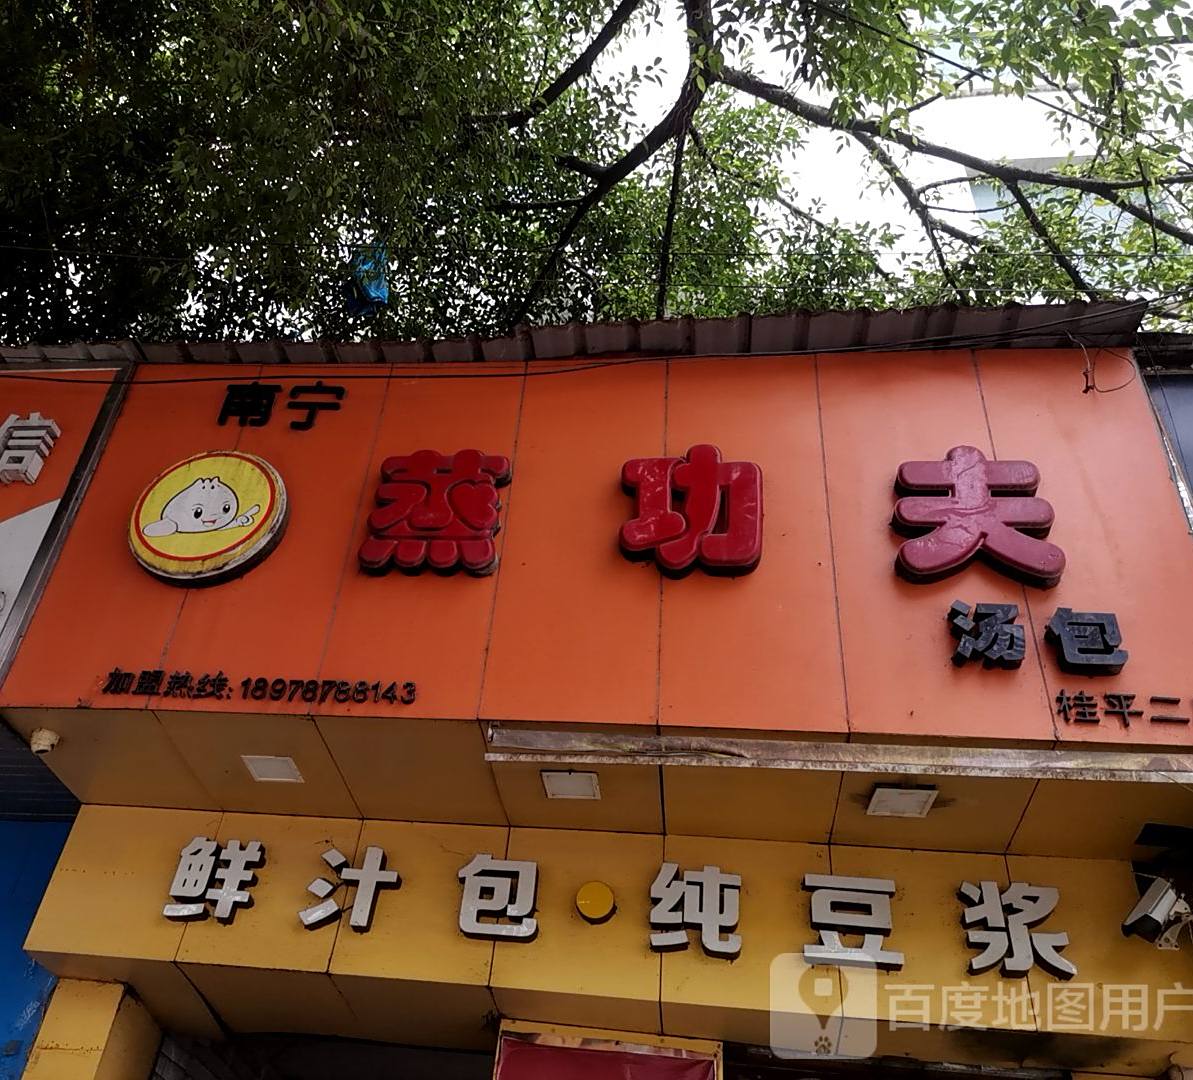 信
南宁
蒸功夫
汤包
加盟热线:18978788143
桂平二
鲜汁包·纯豆浆
百度地图用户